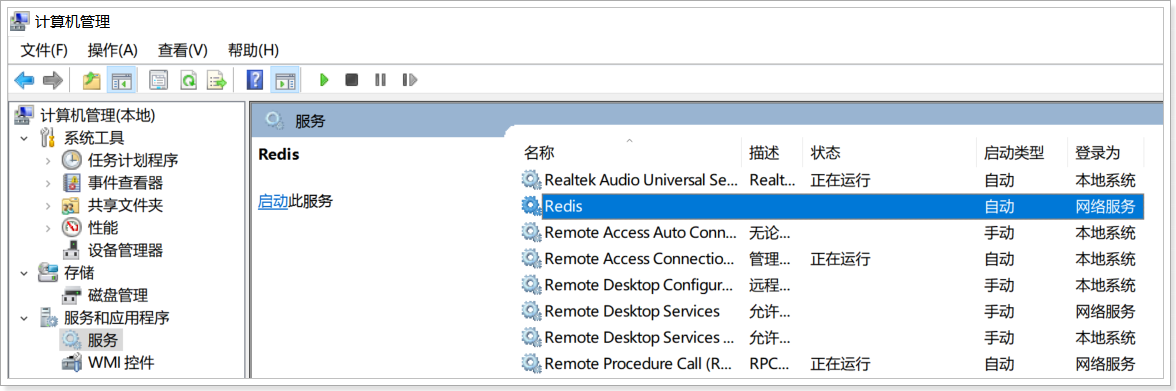 计算机管理
文件(F) 操作(A) 查看(V) 帮助(H)
计算机管理(本地)
系统工具
任务计划程序
事件查看器
共享文件夹
性能
设备管理器
存储
磁盘管理
服务和应用程序
服务
WMI 控件
服务
Redis
启动此服务
名称 描述 状态 启动类型 登录为
Realtek Audio Universal Se... Realt... 正在运行 自动 本地系统
Redis 自动 网络服务
Remote Access Auto Conn... 无论... 手动 本地系统
Remote Access Connectio... 管理... 正在运行 自动 本地系统
Remote Desktop Configur... 远程... 手动 本地系统
Remote Desktop Services 允许... 手动 网络服务
Remote Desktop Services ... 允许... 手动 本地系统
Remote Procedure Call (R... RPC... 正在运行 自动 网络服务